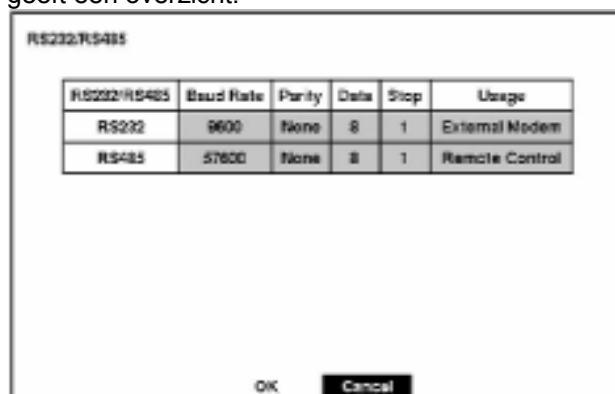 geeft een overzicht.
RS232/RS485
RS232/RS485 Baud Rate Parity Data Stop Usage
RS232 9600 None 8 1 External Modem
RS485 57600 None 8 1 Remote Control
OK Cancel